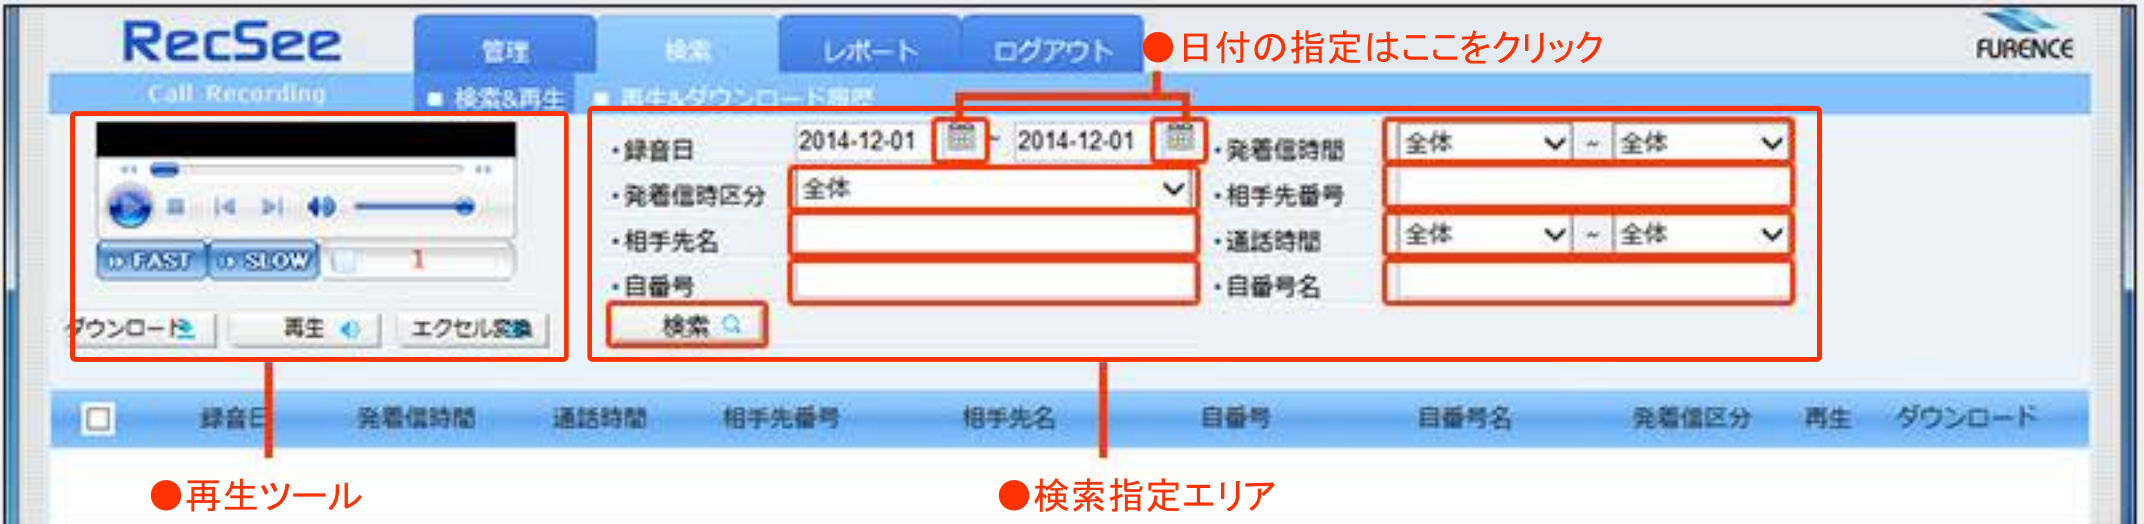 RecSee
管理
検索
レポート
ログアウト
●日付の指定はここをクリック
FURENCE
Call Recording
■ 検索&再生
■ 再生&ダウンロード履歴
・録音日
2014-12-01
~
2014-12-01
・発着信時間
全体
~
全体
・発着信時区分
全体
・相手先番号
・相手先名
・通話時間
全体
~
全体
・自番号
・自番号名
FAST
SLOW
1
ダウンロード
再生
エクセル変換
検索
録音日
発着信時間
通話時間
相手先番号
相手先名
自番号
自番号名
発着信区分
再生
ダウンロード
●再生ツール
●検索指定エリア